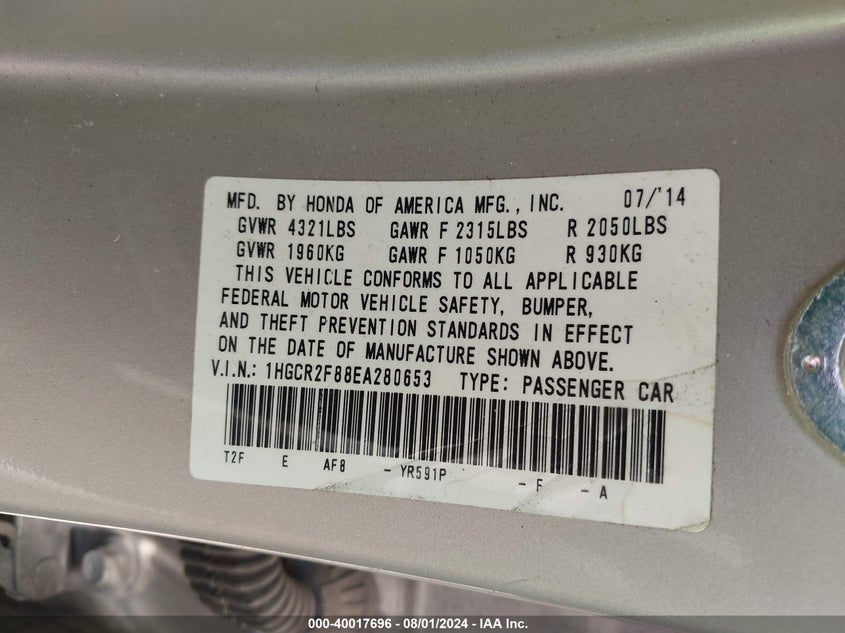 MFD. BY HONDA OF AMERICA MFG., INC. 07/'14
GVWR 4321LBS GAWR F 2315LBS R 2050LBS
GVWR 1960KG GAWR F 1050KG R 930KG
THIS VEHICLE CONFORMS TO ALL APPLICABLE
FEDERAL MOTOR VEHICLE SAFETY, BUMPER,
AND THEFT PREVENTION STANDARDS IN EFFECT
ON THE DATE OF MANUFACTURE SHOWN ABOVE.
V.I.N.: 1HGCR2F88EA280653 TYPE: PASSENGER CAR
T2F E AF8 - YR591P - F - A
000-40017696 - 08/01/2024 - IAA Inc.